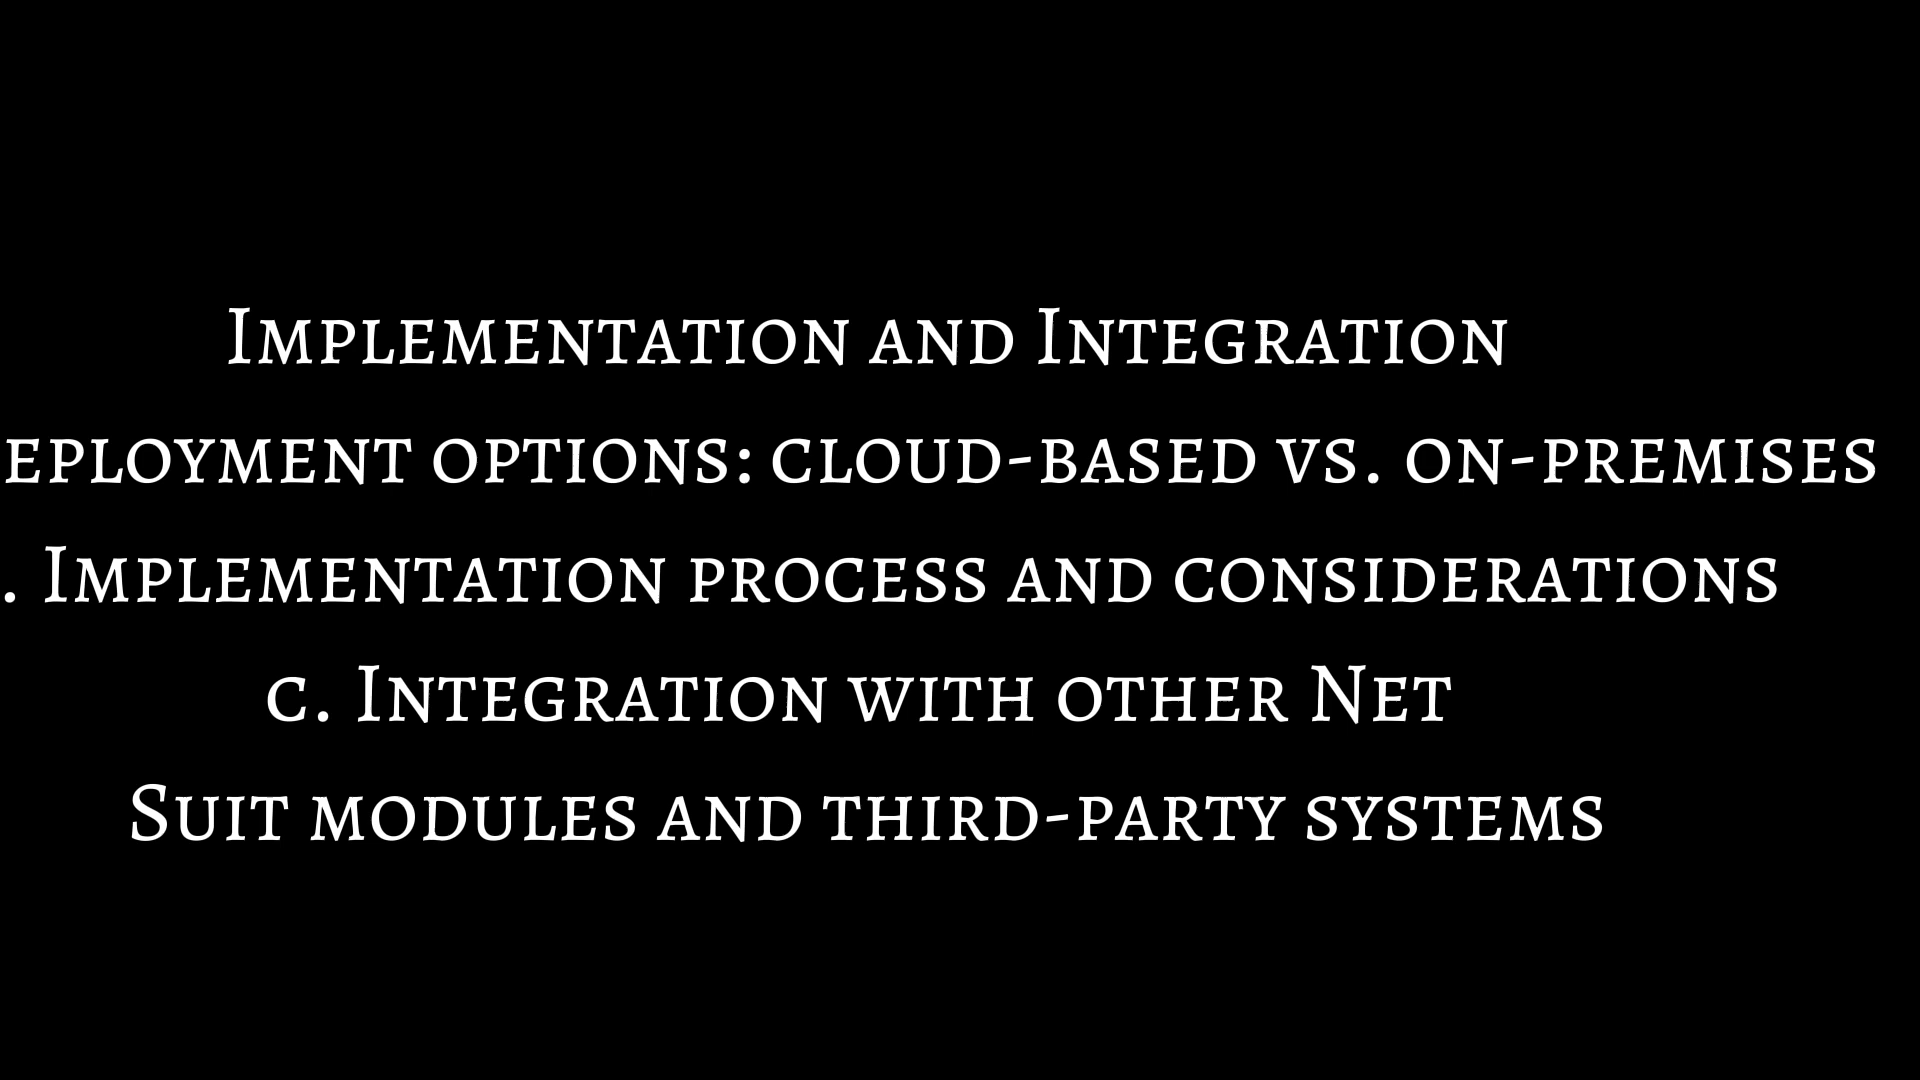 Implementation and Integration
eployment options: cloud-based vs. on-premises
. Implementation process and considerations
c. Integration with other Net
Suit modules and third-party systems